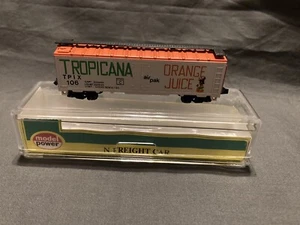 TROPICANA
ORANGE
JUICE
TPIX
106
model
power
N FREIGHT CAR